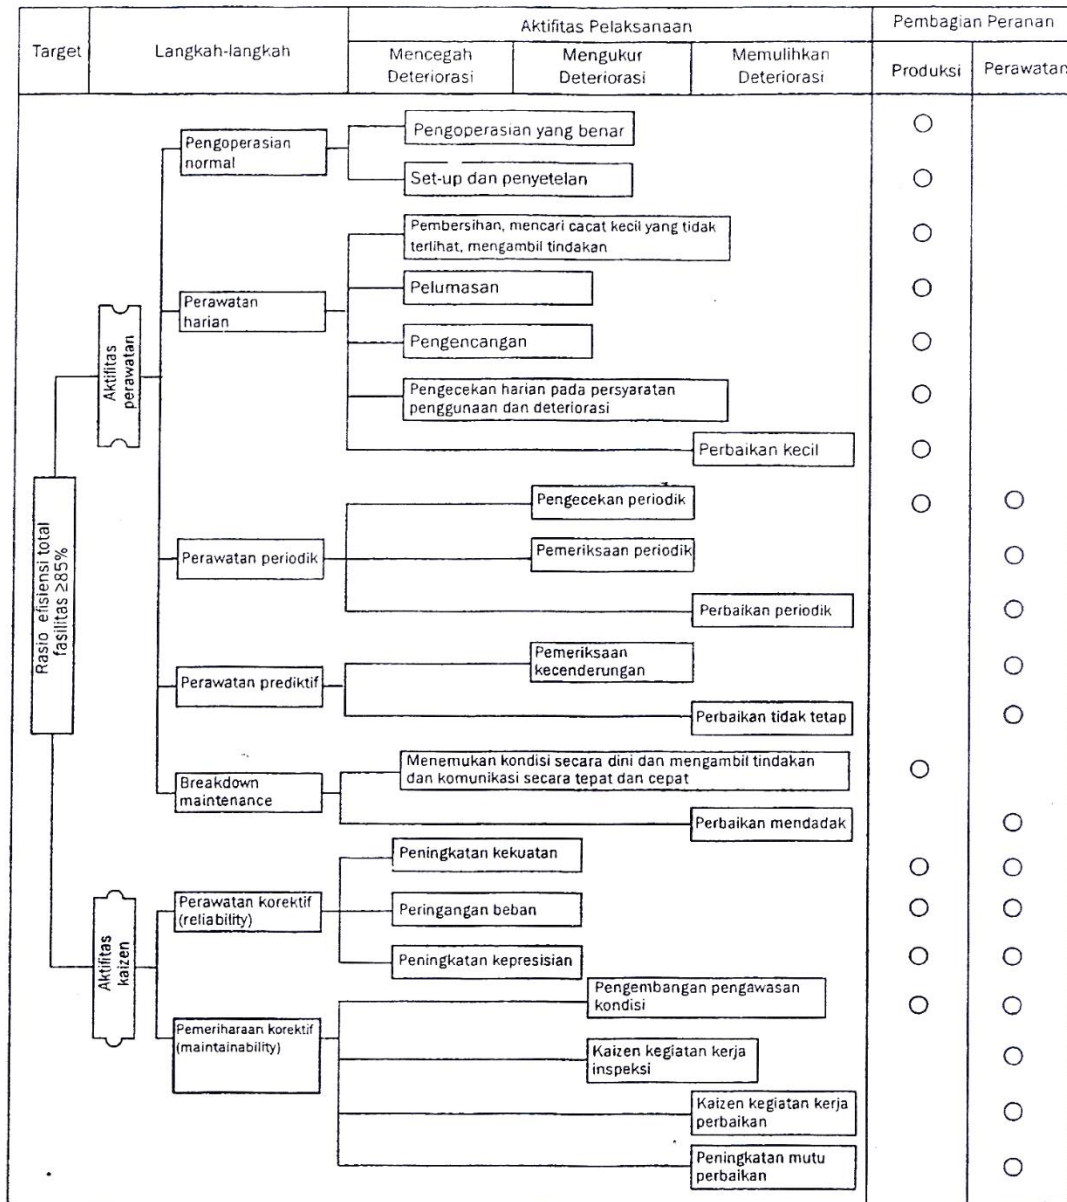 Target
Langkah-langkah
Aktifitas Pelaksanaan
Pembagian Peranan
Mencegah
Deteriorasi
Mengukur
Deteriorasi
Memulihkan
Deteriorasi
Produksi
Perawatan
Rasio efisiensi total
fasilitas ≥85%
Aktifitas
perawatan
Pengoperasian
normal
Pengoperasian yang benar
Set-up dan penyetelan
Perawatan
harian
Pembersihan, mencari cacat kecil yang tidak
terlihat, mengambil tindakan
Pelumasan
Pengencangan
Pengecekan harian pada persyaratan
penggunaan dan deteriorasi
Perbaikan kecil
Perawatan periodik
Pengecekan periodik
Pemeriksaan periodik
Perbaikan periodik
Perawatan prediktif
Pemeriksaan
kecenderungan
Perbaikan tidak tetap
Breakdown
maintenance
Menemukan kondisi secara dini dan mengambil tindakan
dan komunikasi secara tepat dan cepat
Perbaikan mendadak
Aktifitas
kaizen
Perawatan korektif
(reliability)
Peningkatan kekuatan
Peringangan beban
Peningkatan kepresisian
Pemeriharaan korektif
(maintainability)
Pengembangan pengawasan
kondisi
Kaizen kegiatan kerja
inspeksi
Kaizen kegiatan kerja
perbaikan
Peningkatan mutu
perbaikan